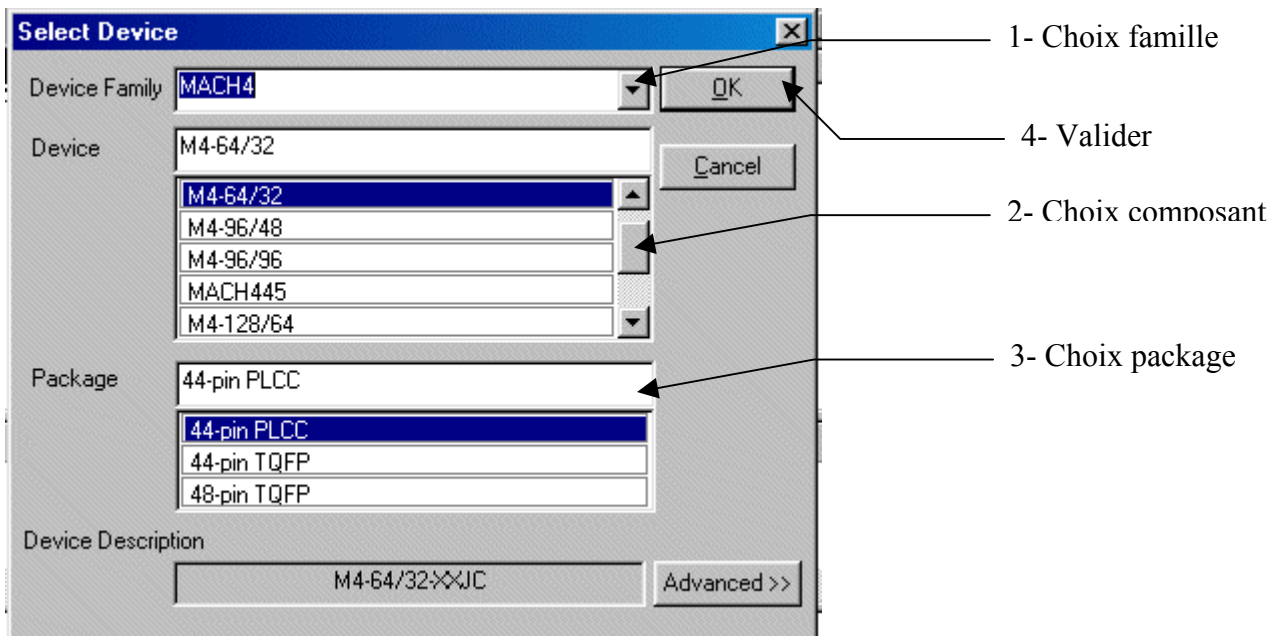 Select Device
1- Choix famille
Device Family
MACH4
OK
4- Valider
Device
M4-64/32
Cancel
M4-64/32
M4-96/48
M4-96/96
MACH445
M4-128/64
2- Choix composant
3- Choix package
Package
44-pin PLCC
44-pin PLCC
44-pin TQFP
48-pin TQFP
Device Description
M4-64/32-XXJC
Advanced >>